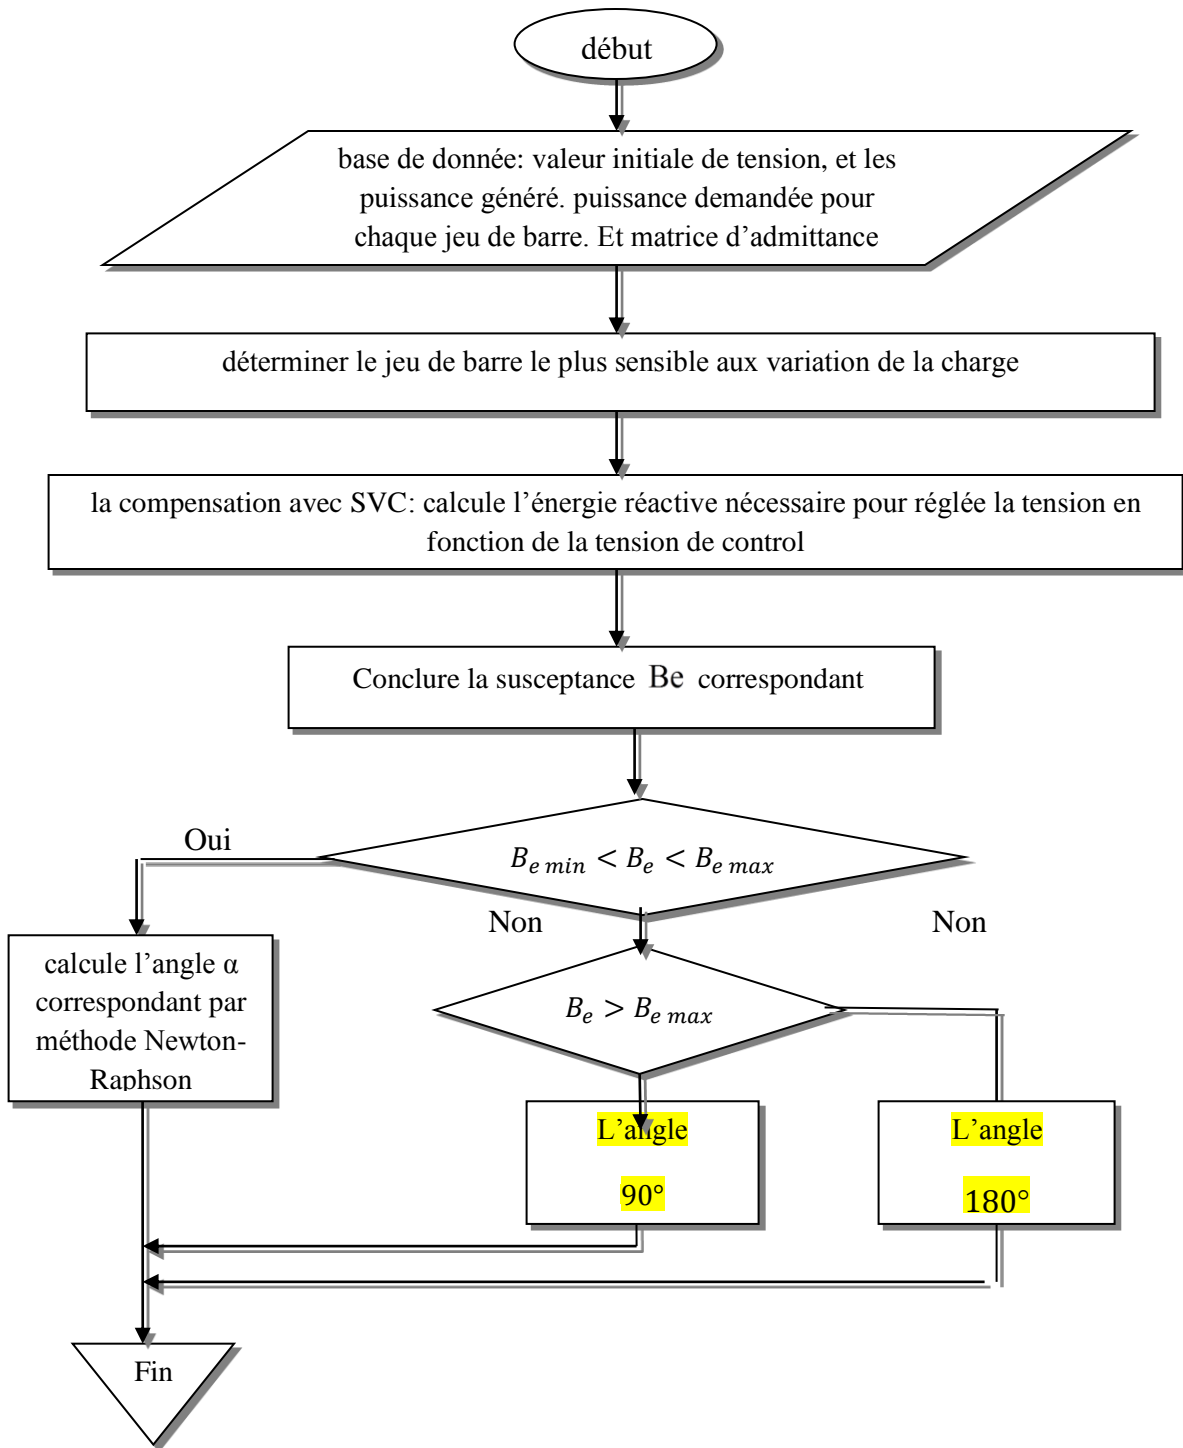 début
base de donnée: valeur initiale de tension, et les
puissance généré. puissance demandée pour
chaque jeu de barre. Et matrice d’admittance
déterminer le jeu de barre le plus sensible aux variation de la charge
la compensation avec SVC: calcule l’énergie réactive nécessaire pour réglée la tension en
fonction de la tension de control
Conclure la susceptance Be correspondant
Oui
B_{e min} < B_e < B_{e max}
Non
Non
calcule l’angle α
correspondant par
méthode Newton-
Raphson
B_e > B_{e max}
L’angle
90°
L’angle
180°
Fin